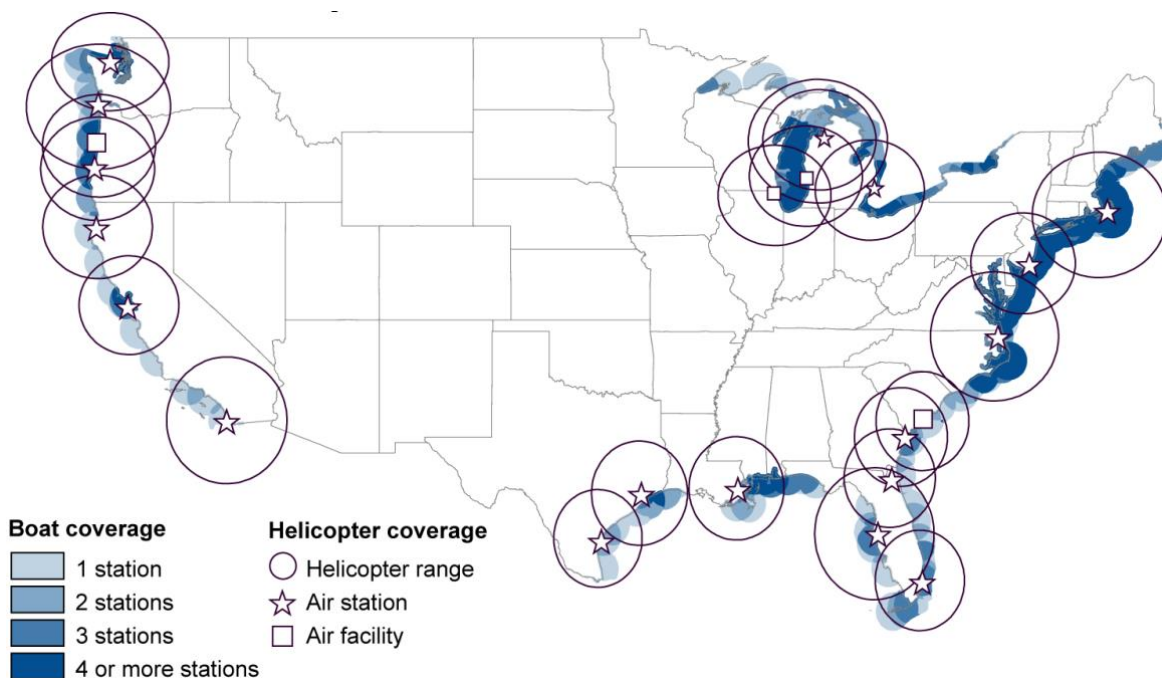 Boat coverage
1 station
2 stations
3 stations
4 or more stations
Helicopter coverage
Helicopter range
Air station
Air facility